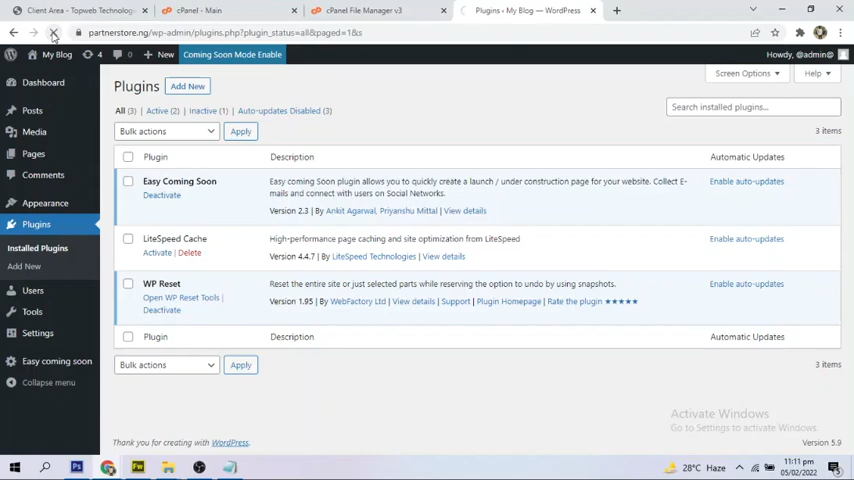 Client Area - Topweb Technolog
cPanel - Main
cPanel File Manager v3
Plugins ‹ My Blog — WordPress
partnerstore.ng/wp-admin/plugins.php?plugin_status=all&paged=1&s
My Blog
4
0
New
Coming Soon Mode Enable
Howdy, @admin@
Dashboard
Posts
Media
Pages
Comments
Appearance
Plugins
Installed Plugins
Add New
Users
Tools
Settings
Easy coming soon
Collapse menu
Plugins
Add New
Screen Options
Help
All (3) | Active (2) | Inactive (1) | Auto-updates Disabled (3)
Search installed plugins...
Bulk actions
Apply
3 items
Plugin
Description
Automatic Updates
Easy Coming Soon
Deactivate
Easy coming Soon plugin allows you to quickly create a launch / under construction page for your website. Collect E-
mails and connect with users on Social Networks.
Version 2.3 | By Ankit Agarwal, Priyanshu Mittal | View details
Enable auto-updates
LiteSpeed Cache
Activate | Delete
High-performance page caching and site optimization from LiteSpeed
Version 4.4.7 | By LiteSpeed Technologies | View details
Enable auto-updates
WP Reset
Open WP Reset Tools |
Deactivate
Reset the entire site or just selected parts while reserving the option to undo by using snapshots.
Version 1.95 | By WebFactory Ltd | View details | Support | Plugin Homepage | Rate the plugin ★★★★★
Enable auto-updates
Plugin
Description
Automatic Updates
Bulk actions
Apply
3 items
Activate Windows
Go to Settings to activate Windows.
Thank you for creating with WordPress.
Version 5.9
Ps
Fw
28°C Haze
11:11 pm
05/02/2022